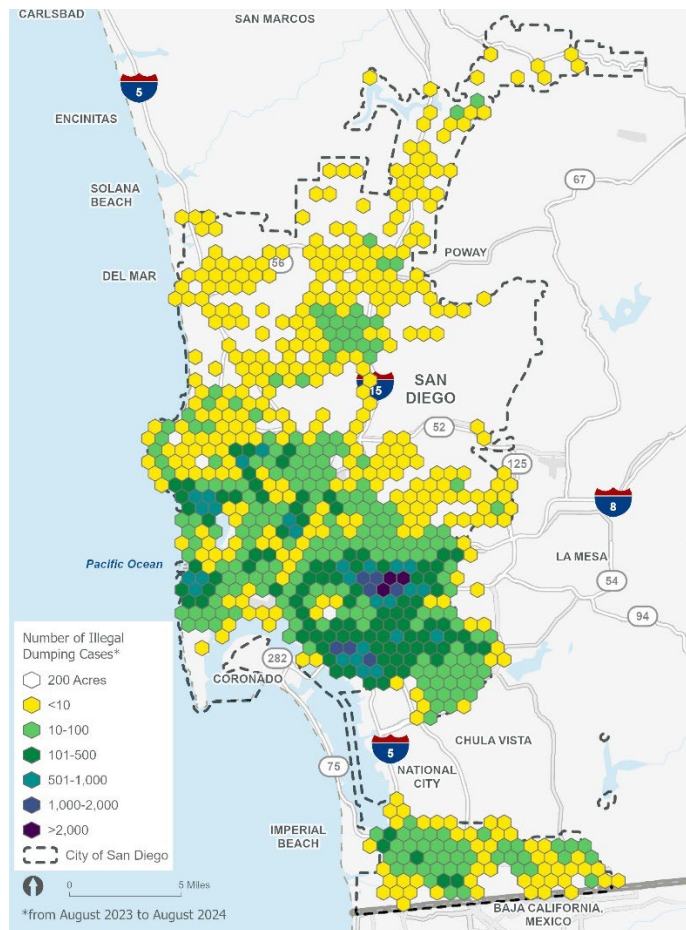 CARLSBAD
SAN MARCOS
5
ENCINITAS
SOLANA
BEACH
67
POWAY
56
DEL MAR
SAN
DIEGO
15
52
125
8
LA MESA
Pacific Ocean
54
94
Number of Illegal
Dumping Cases*
200 Acres
<10
10-100
101-500
501-1,000
1,000-2,000
>2,000
City of San Diego
282
CORONADO
5
CHULA VISTA
75
NATIONAL
CITY
IMPERIAL
BEACH
0
5 Miles
*from August 2023 to August 2024
BAJA CALIFORNIA,
MEXICO